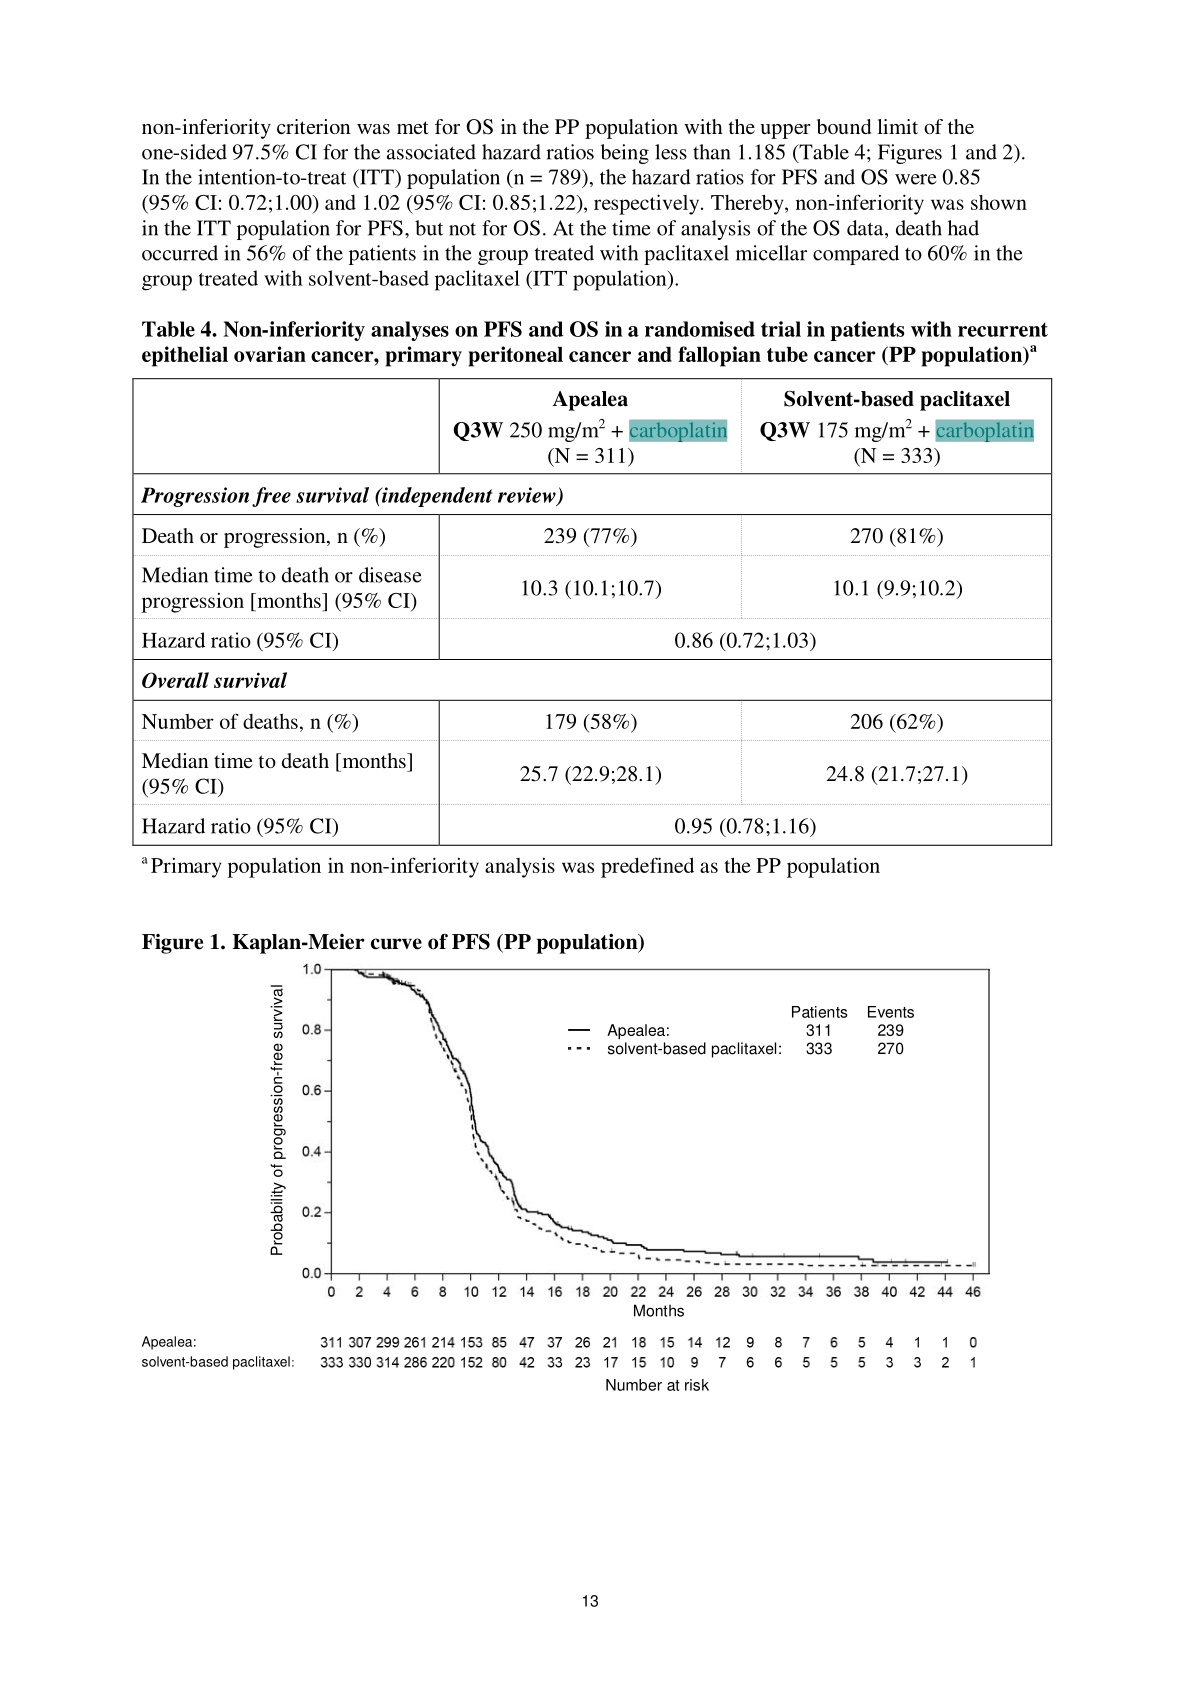 non-inferiority criterion was met for OS in the PP population with the upper bound limit of the
one-sided 97.5% CI for the associated hazard ratios being less than 1.185 (Table 4; Figures 1 and 2).
In the intention-to-treat (ITT) population (n = 789), the hazard ratios for PFS and OS were 0.85
(95% CI: 0.72;1.00) and 1.02 (95% CI: 0.85;1.22), respectively. Thereby, non-inferiority was shown
in the ITT population for PFS, but not for OS. At the time of analysis of the OS data, death had
occurred in 56% of the patients in the group treated with paclitaxel micellar compared to 60% in the
group treated with solvent-based paclitaxel (ITT population).
Table 4. Non-inferiority analyses on PFS and OS in a randomised trial in patients with recurrent
epithelial ovarian cancer, primary peritoneal cancer and fallopian tube cancer (PP population)a
Apealea Solvent-based paclitaxel
Q3W 250 mg/m2 + carboplatin Q3W 175 mg/m2 + carboplatin
(N = 311) (N = 333)
Progression free survival (independent review)
Death or progression, n (%) 239 (77%) 270 (81%)
Median time to death or disease
progression [months] (95% CI) 10.3 (10.1;10.7) 10.1 (9.9;10.2)
Hazard ratio (95% CI) 0.86 (0.72;1.03)
Overall survival
Number of deaths, n (%) 179 (58%) 206 (62%)
Median time to death [months]
(95% CI) 25.7 (22.9;28.1) 24.8 (21.7;27.1)
Hazard ratio (95% CI) 0.95 (0.78;1.16)
a Primary population in non-inferiority analysis was predefined as the PP population
Figure 1. Kaplan-Meier curve of PFS (PP population)
Probability of progression-free survival
1.0
0.8
0.6
0.4
0.2
0.0
Patients Events
Apealea: 311 239
solvent-based paclitaxel: 333 270
0 2 4 6 8 10 12 14 16 18 20 22 24 26 28 30 32 34 36 38 40 42 44 46
Months
Apealea: 311 307 299 261 214 153 85 47 37 26 21 18 15 14 12 9 8 7 6 5 4 1 1 0
solvent-based paclitaxel: 333 330 314 286 220 152 80 42 33 23 17 15 10 9 7 6 6 5 5 5 3 3 2 1
Number at risk
13